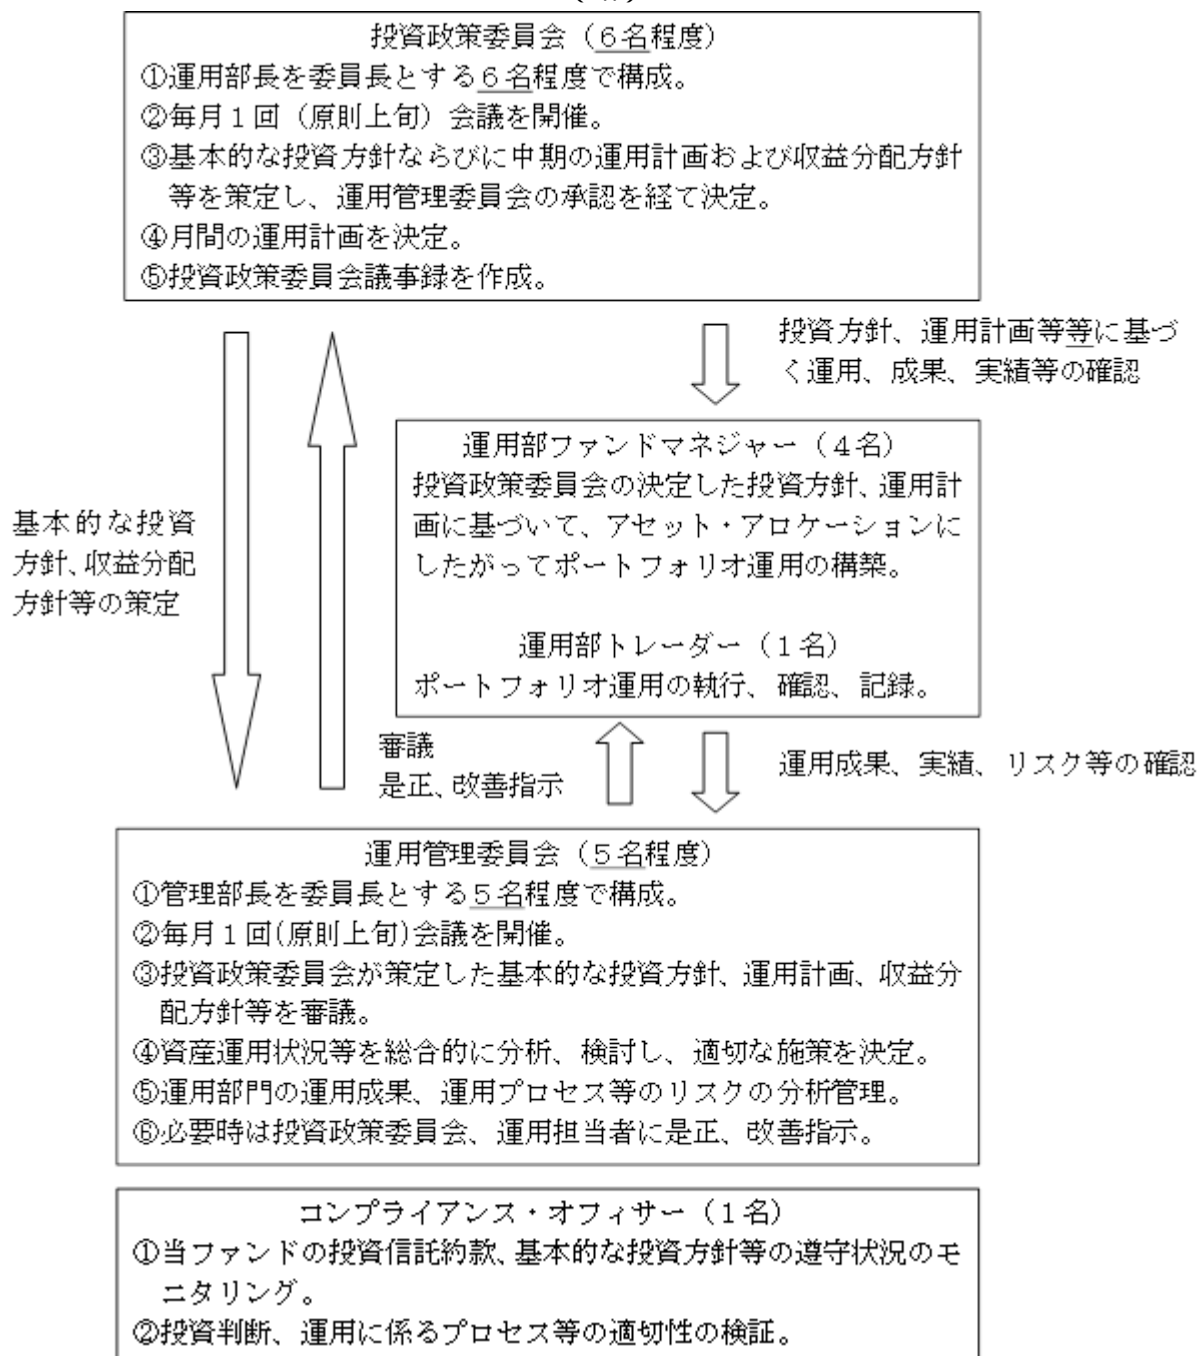 投資政策委員会（６名程度）
①運用部長を委員長とする６名程度で構成。
②毎月１回（原則上旬）会議を開催。
③基本的な投資方針ならびに中期の運用計画および収益分配方針
等を策定し、運用管理委員会の承認を経て決定。
④月間の運用計画を決定。
⑤投資政策委員会議事録を作成。
投資方針、運用計画等等に基づ
く運用、成果、実績等の確認
基本的な投資
方針、収益分配
方針等の策定
運用部ファンドマネジャー（４名）
投資政策委員会の決定した投資方針、運用計
画に基づいて、アセット・アロケーションに
したがってポートフォリオ運用の構築。
運用部トレーダー（１名）
ポートフォリオ運用の執行、確認、記録。
審議
是正、改善指示
運用成果、実績、リスク等の確認
運用管理委員会（５名程度）
①管理部長を委員長とする５名程度で構成。
②毎月１回(原則上旬)会議を開催。
③投資政策委員会が策定した基本的な投資方針、運用計画、収益分
配方針等を審議。
④資産運用状況等を総合的に分析、検討し、適切な施策を決定。
⑤運用部門の運用成果、運用プロセス等のリスクの分析管理。
⑥必要時は投資政策委員会、運用担当者に是正、改善指示。
コンプライアンス・オフィサー（１名）
①当ファンドの投資信託約款、基本的な投資方針等の遵守状況のモ
ニタリング。
②投資判断、運用に係るプロセス等の適切性の検証。